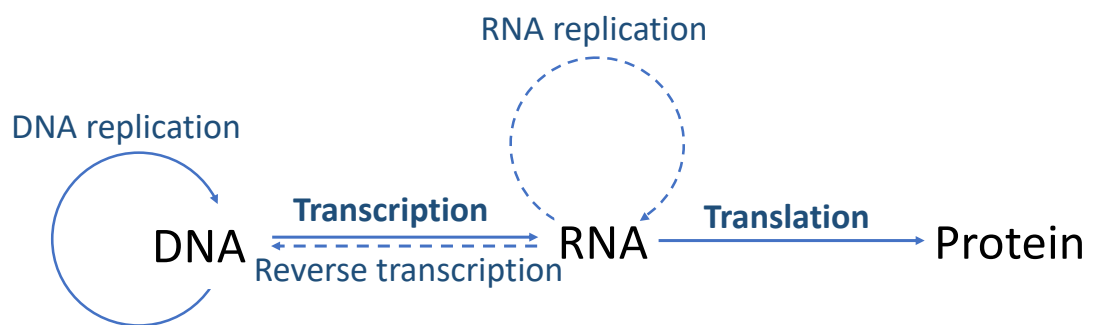 RNA replication
DNA replication
Transcription
Translation
DNA
RNA
Protein
Reverse transcription